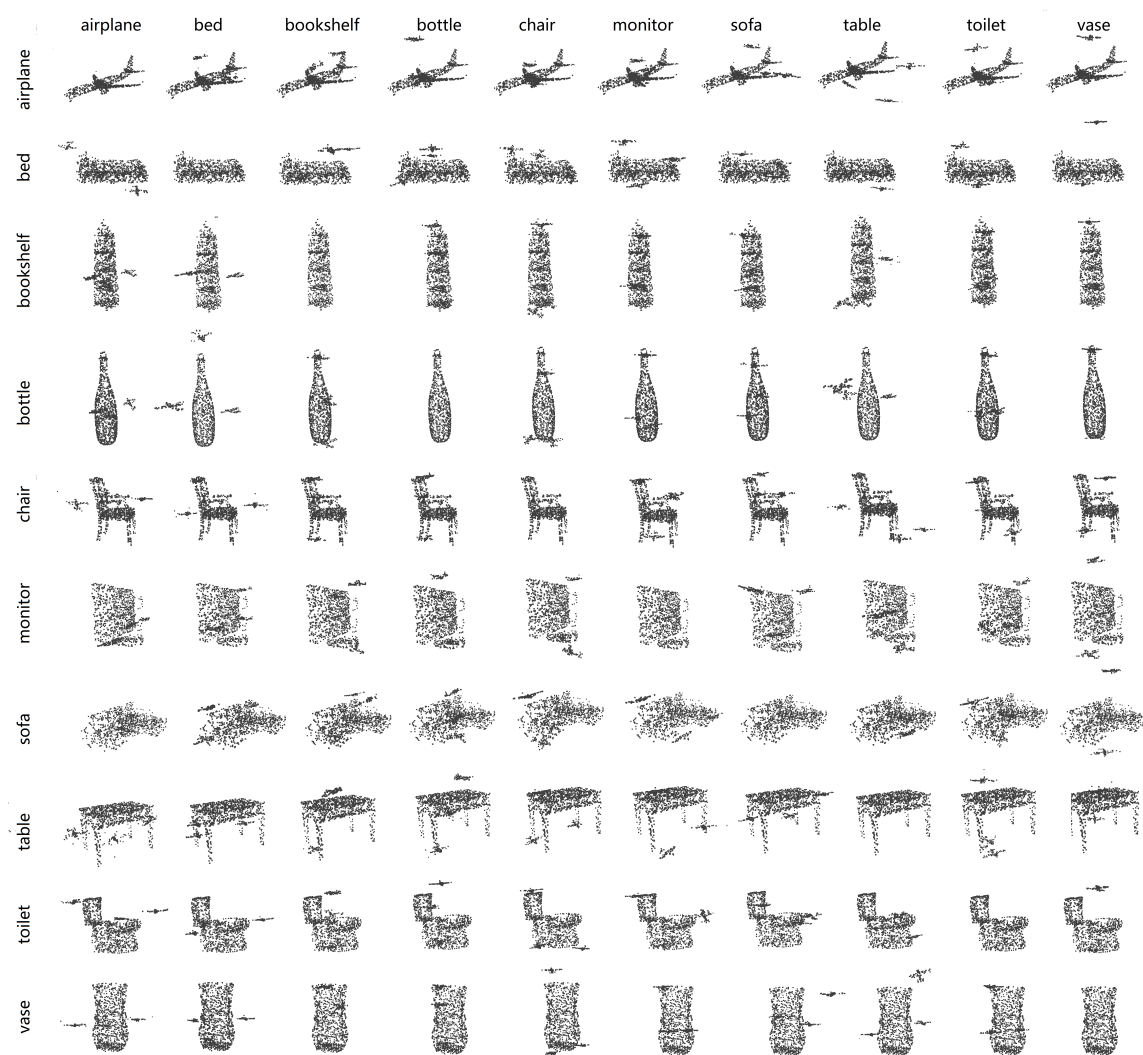 airplane bed bookshelf bottle chair monitor sofa table toilet vase
airplane
bed
bookshelf
bottle
chair
monitor
sofa
table
toilet
vase